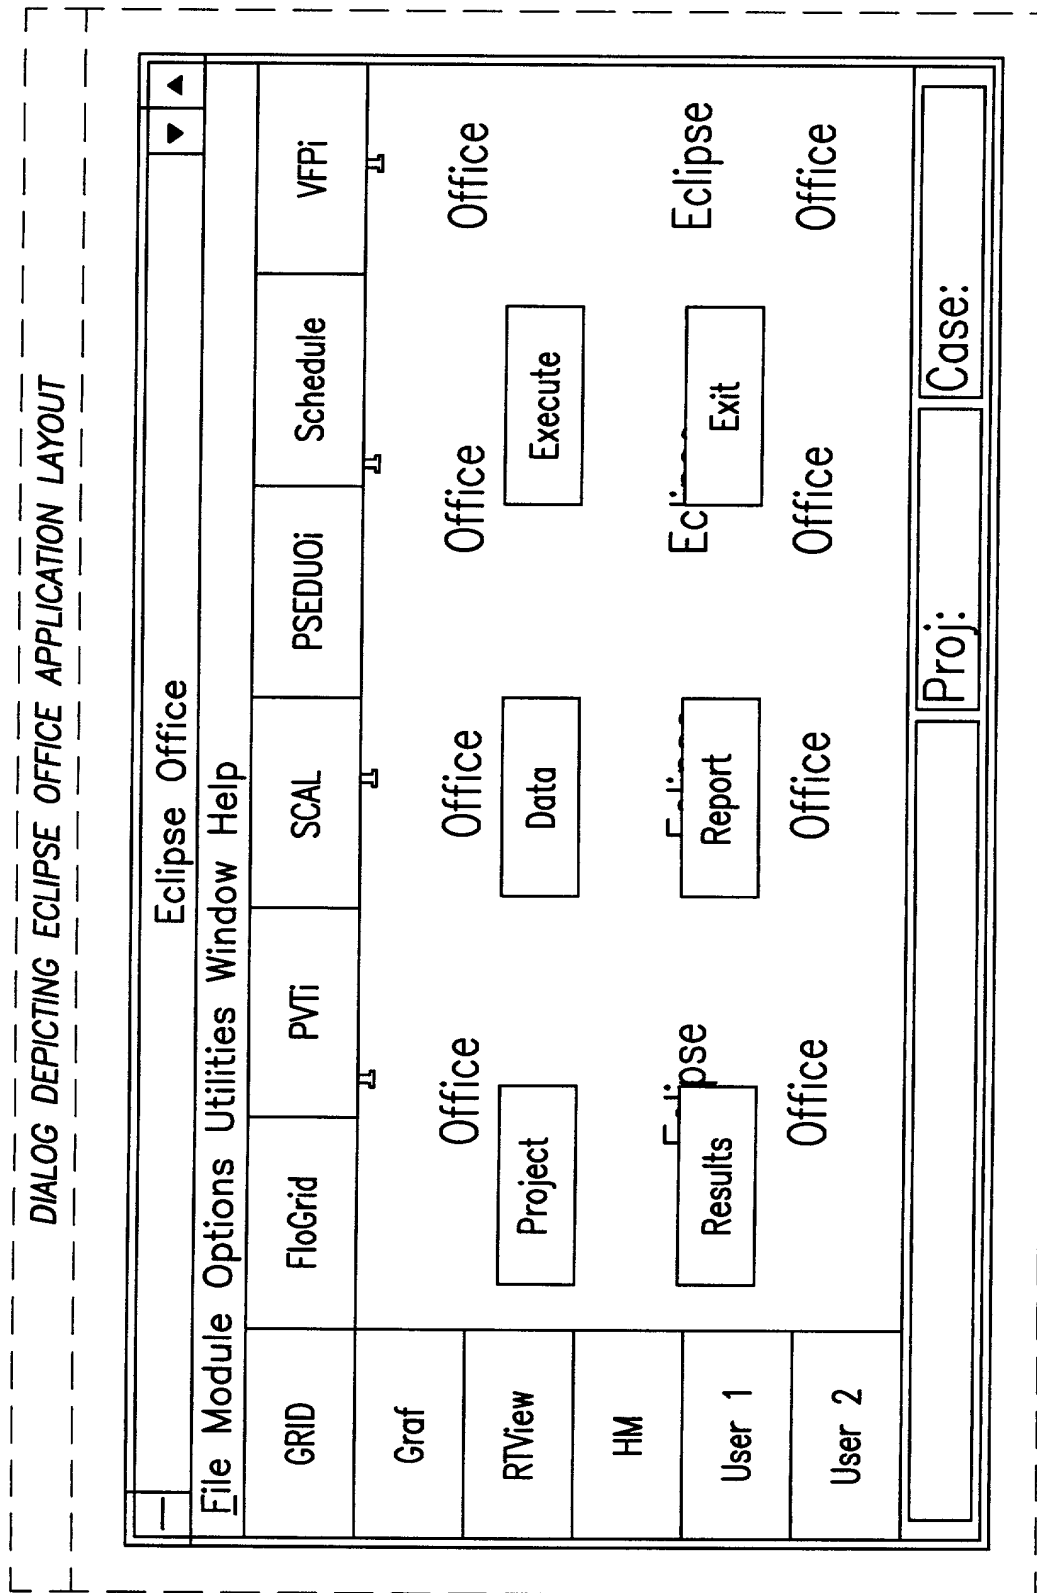 DIALOG DEPICTING ECLIPSE OFFICE APPLICATION LAYOUT
Eclipse Office
File Module Options Utilities Window Help
GRID FloGrid PVTi SCAL PSEDUOi Schedule VFPi
Graf
RTView
HM
User 1
User 2
Office Office Office Office
Project Data Execute
Eclipse
Results Report Exit
Office Office Office Office
Proj: Case: